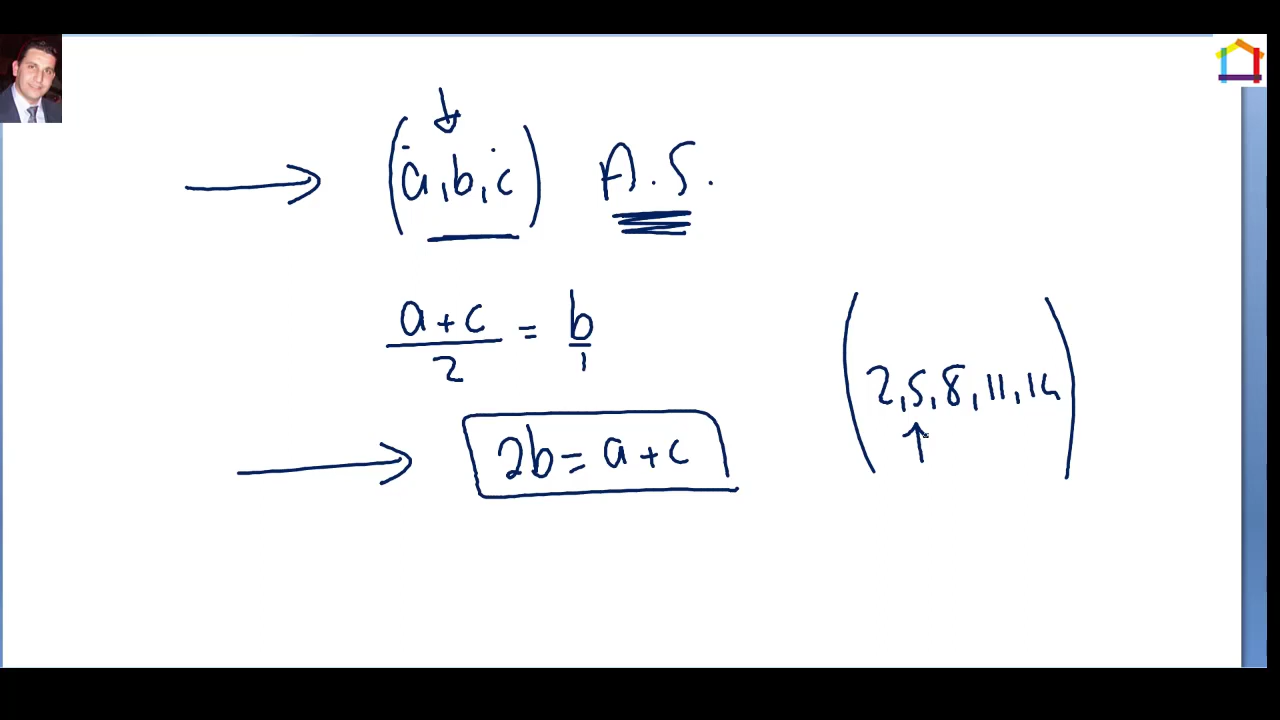 (a,b,c) A.S.
a+c/2 = b/1
(2,5,8,11,14)
2b = a+c